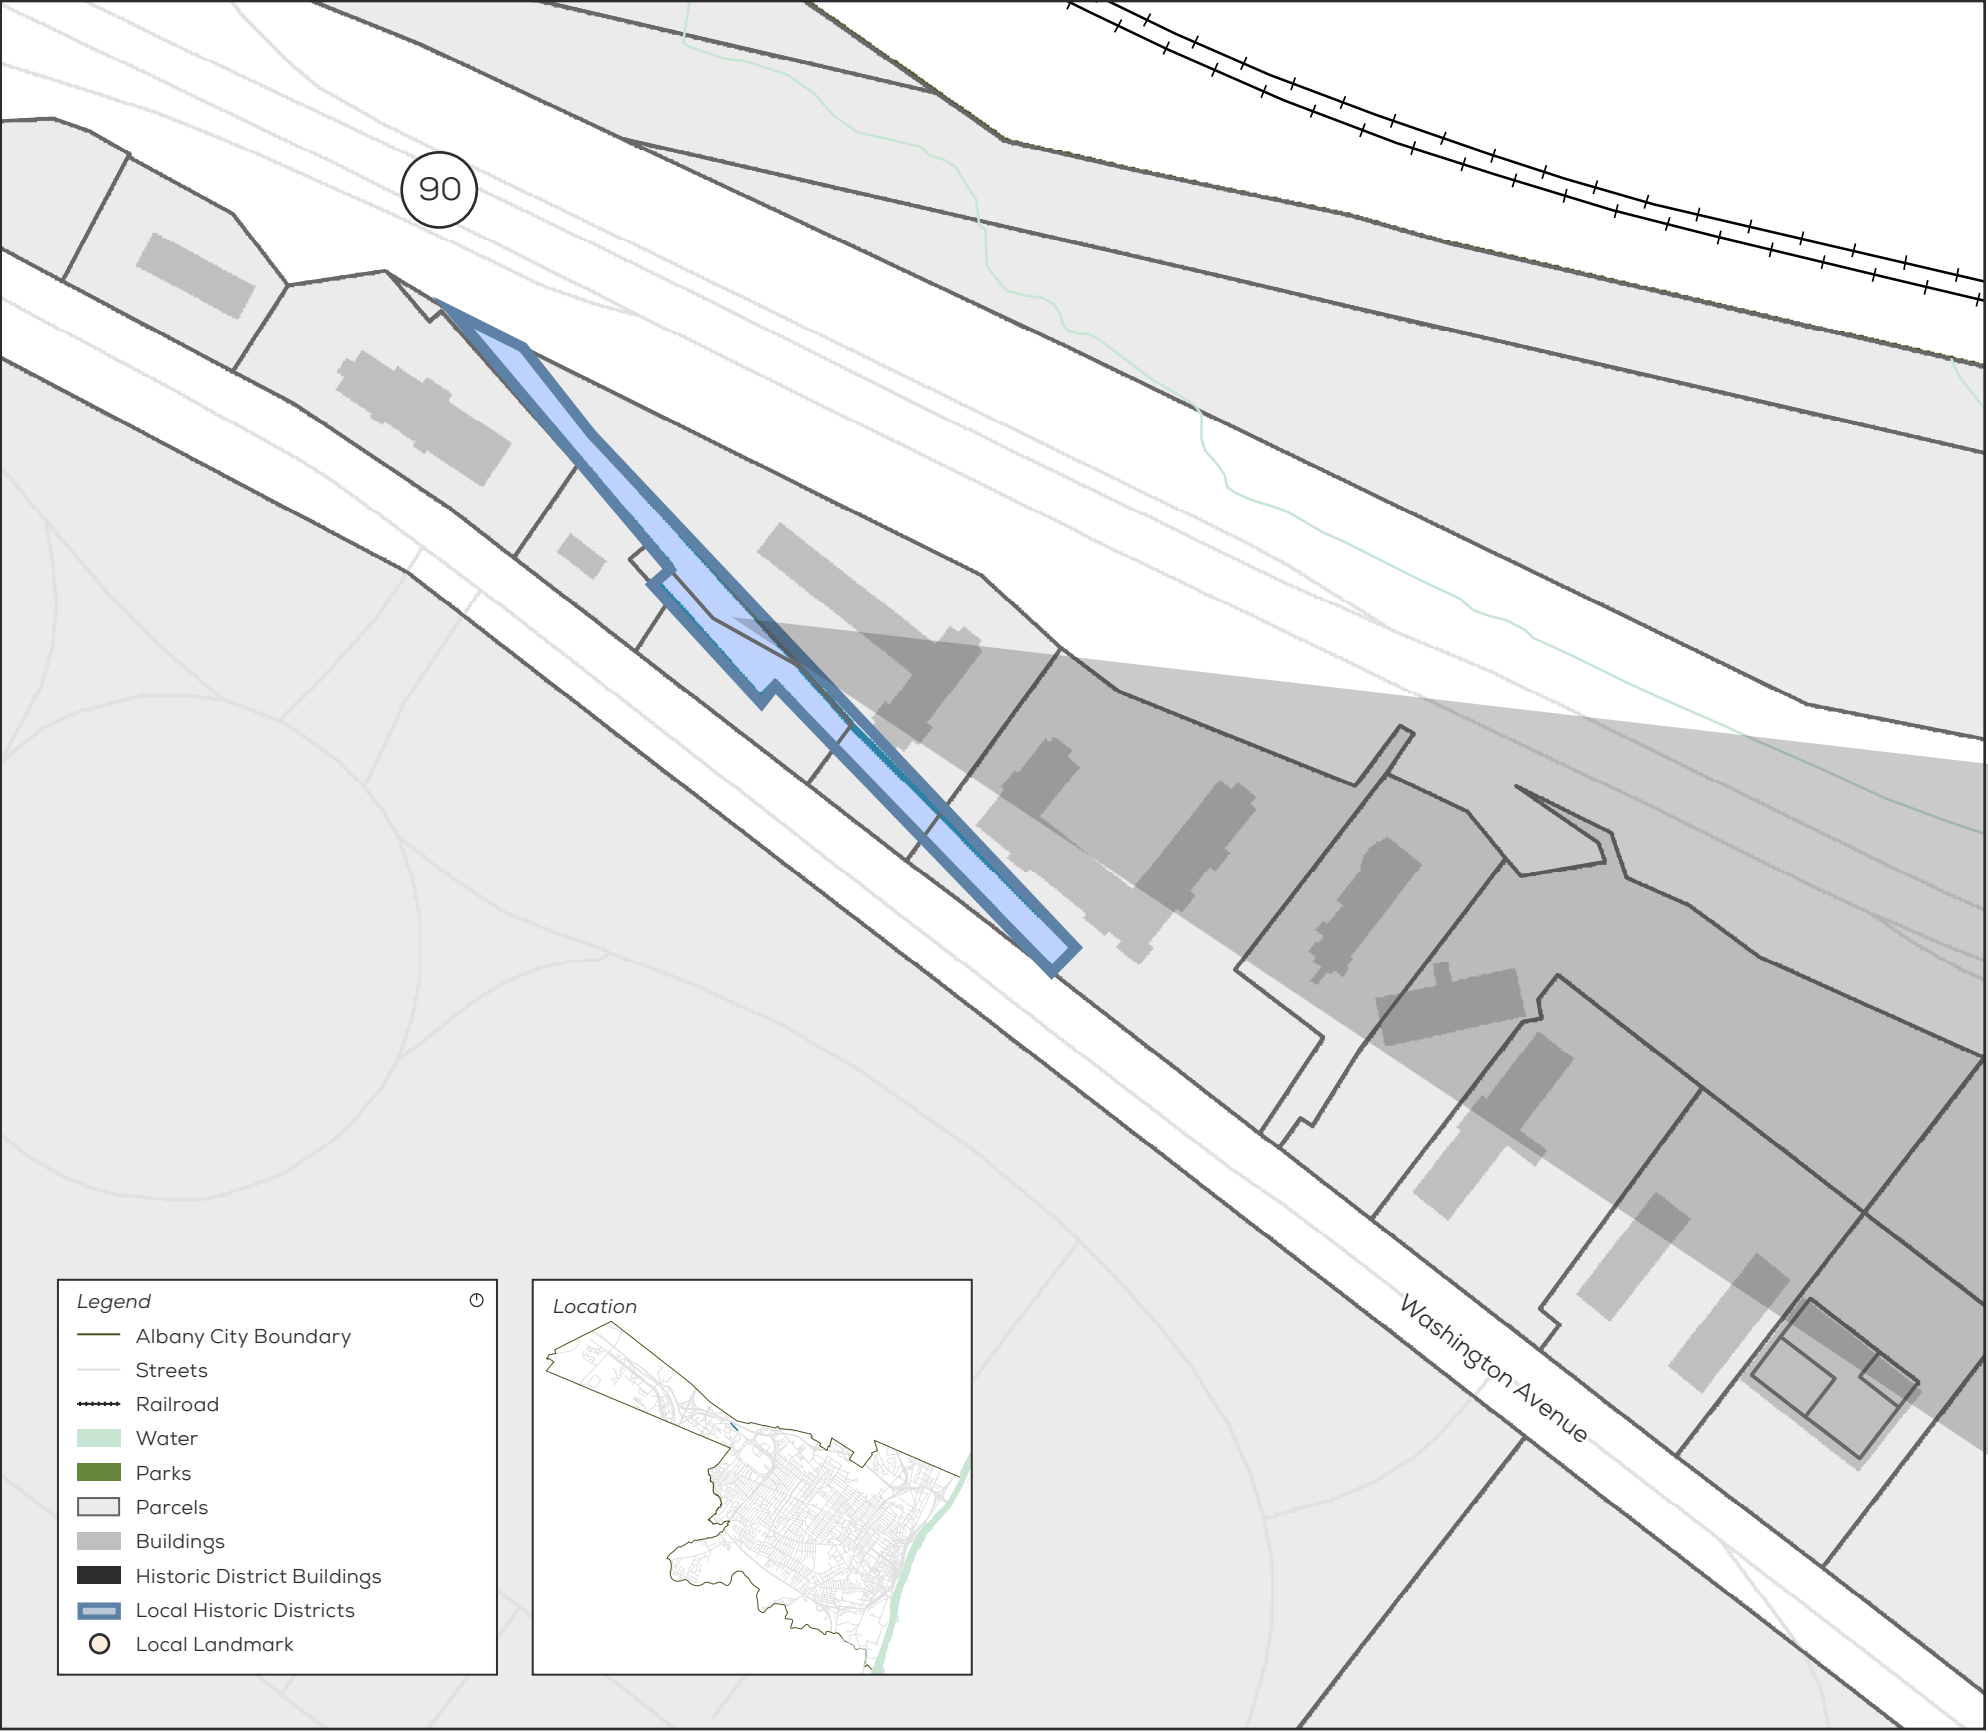 90
Washington Avenue
Legend
Albany City Boundary
Streets
Railroad
Water
Parks
Parcels
Buildings
Historic District Buildings
Local Historic Districts
Local Landmark
Location